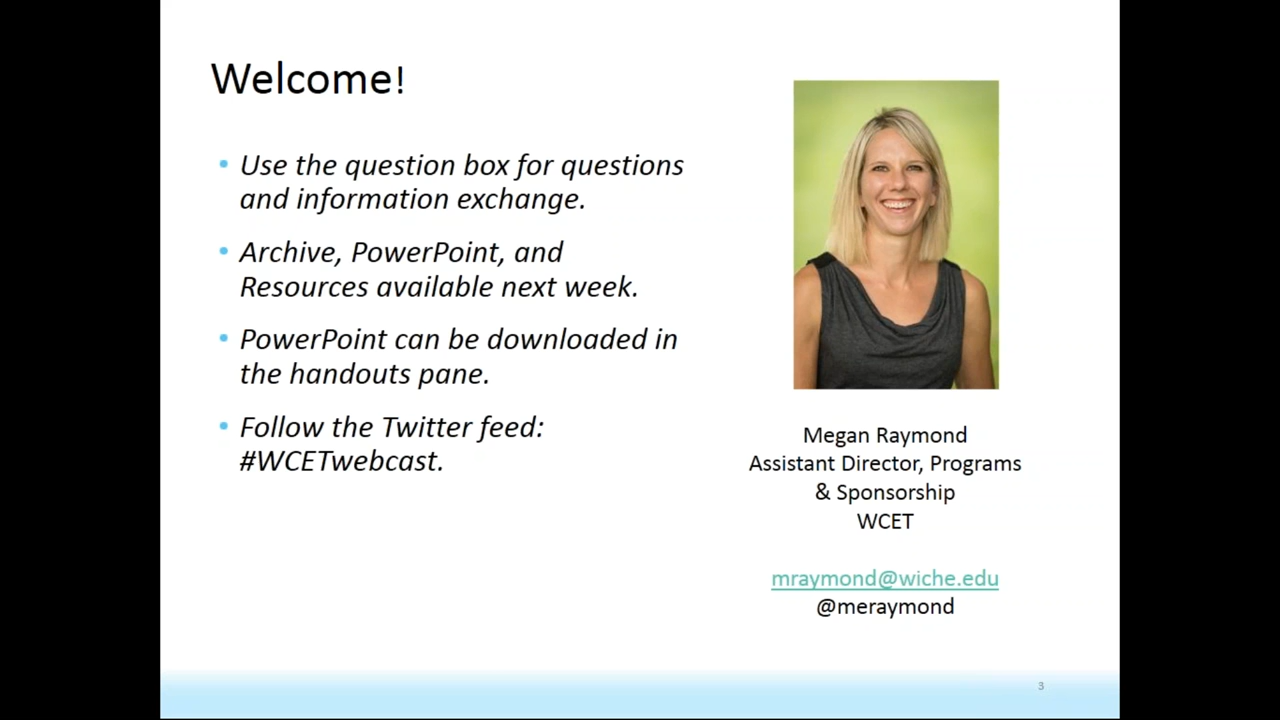 Welcome!
Use the question box for questions
and information exchange.
Archive, PowerPoint, and
Resources available next week.
PowerPoint can be downloaded in
the handouts pane.
Follow the Twitter feed:
#WCETwebcast.
Megan Raymond
Assistant Director, Programs
& Sponsorship
WCET
mraymond@wiche.edu
@meraymond
3